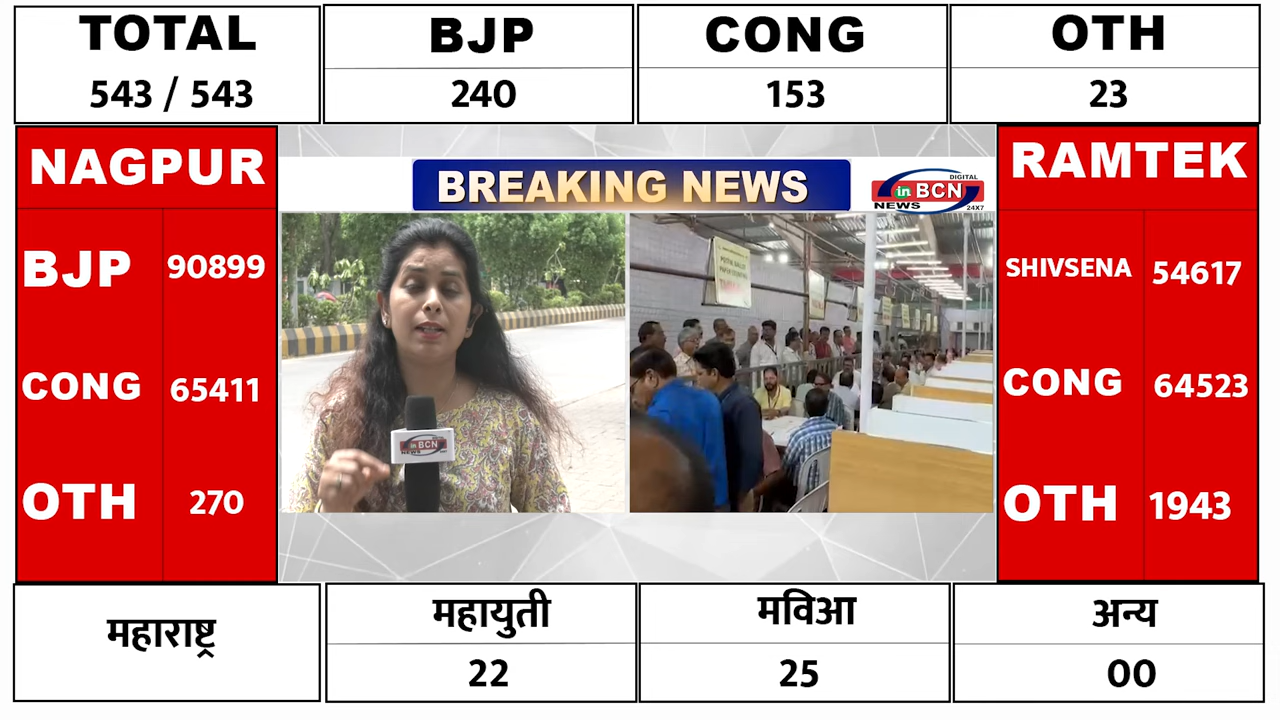 TOTAL
543 / 543
BJP
240
CONG
153
OTH
23
NAGPUR
BJP 90899
CONG 65411
OTH 270
BREAKING NEWS
DIGITAL
in BCN
NEWS 24X7
in BCN
NEWS
RAMTEK
SHIVSENA 54617
CONG 64523
OTH 1943
महाराष्ट्र
महायुती
22
मविआ
25
अन्य
00